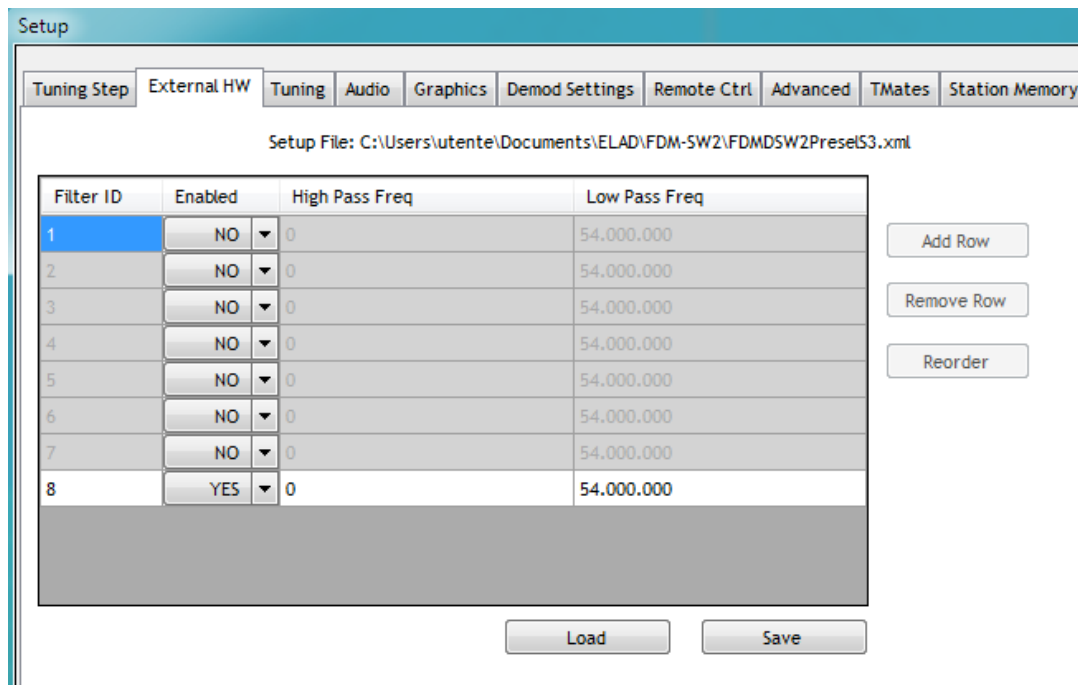 Setup
Tuning Step External HW Tuning Audio Graphics Demod Settings Remote Ctrl Advanced TMates Station Memory
Setup File: C:\Users\utente\Documents\ELAD\FDM-SW2\FDMDSW2PreselS3.xml
Filter ID Enabled High Pass Freq Low Pass Freq
1 NO 0 54.000.000
2 NO 0 54.000.000
3 NO 0 54.000.000
4 NO 0 54.000.000
5 NO 0 54.000.000
6 NO 0 54.000.000
7 NO 0 54.000.000
8 YES 0 54.000.000
Add Row
Remove Row
Reorder
Load Save